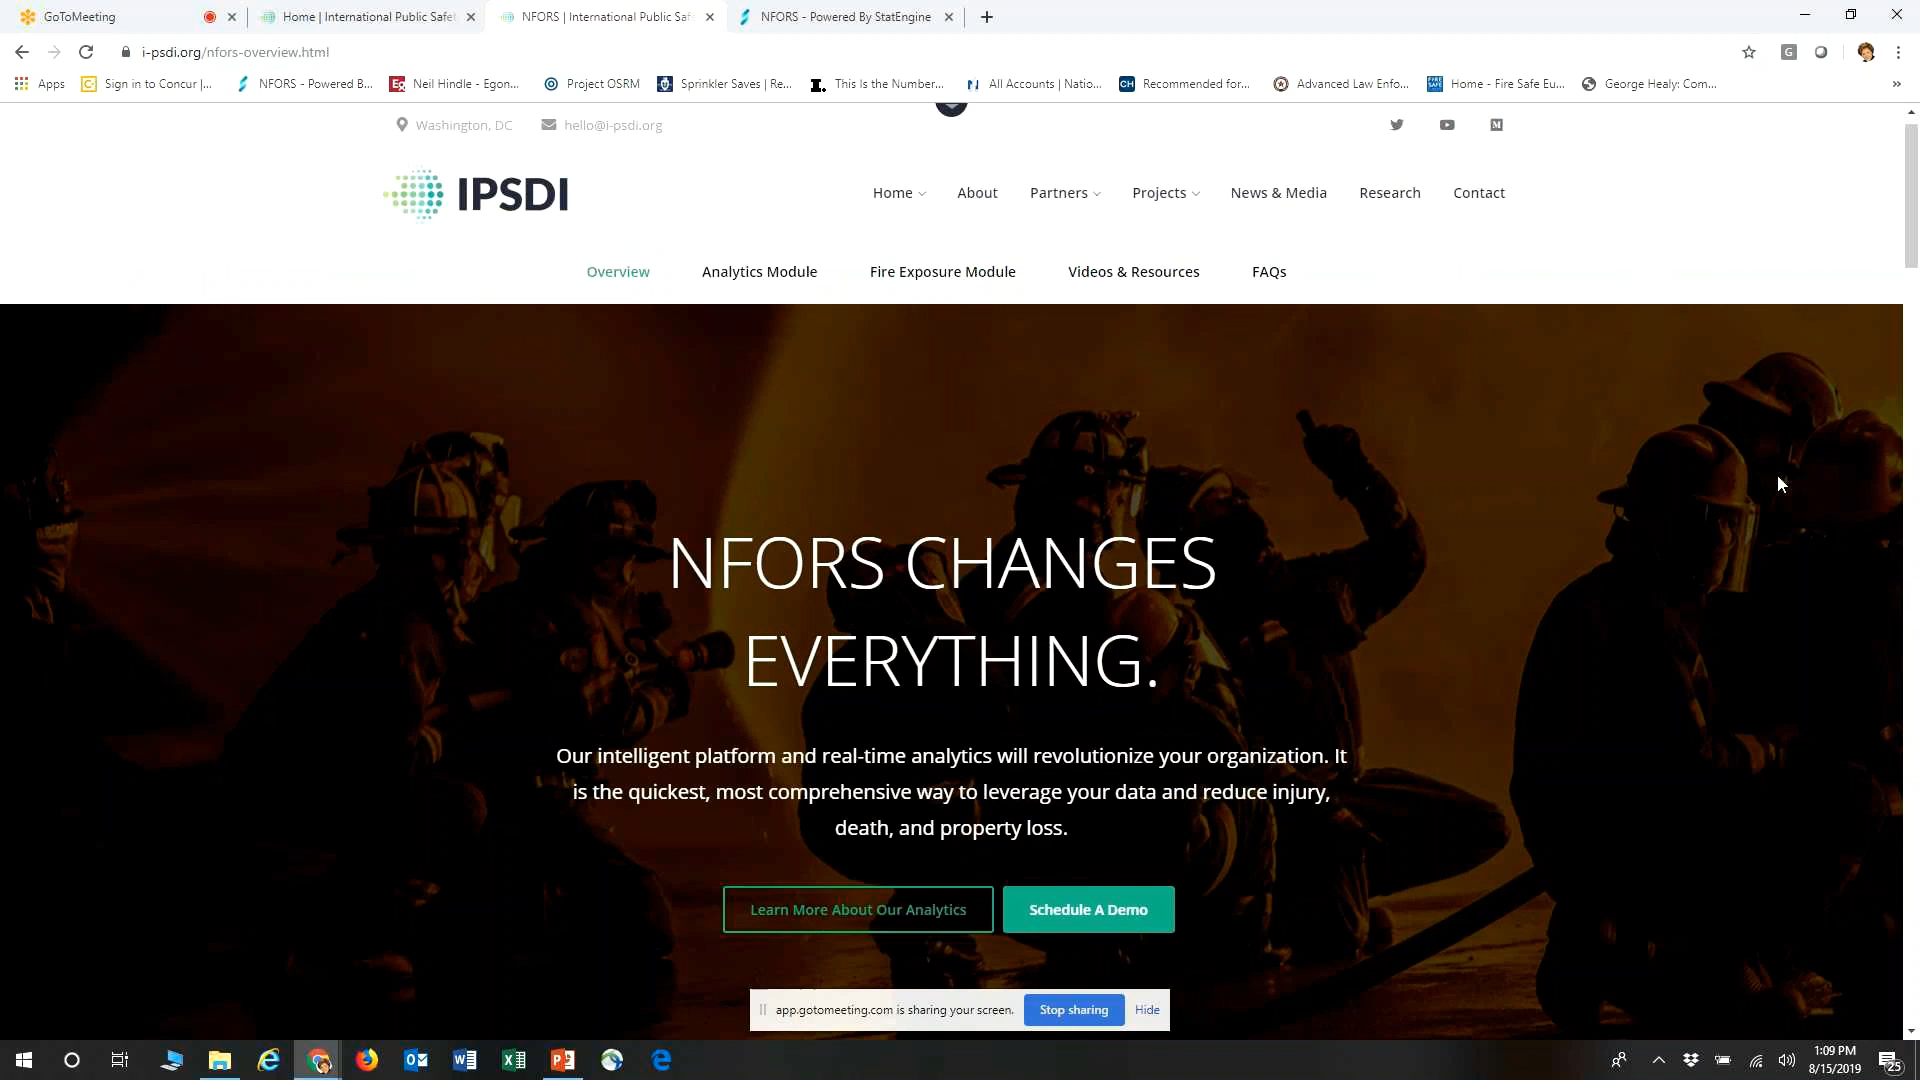 GoToMeeting
Home | International Public Safet
NFORS | International Public Saf
NFORS - Powered By StatEngine
i-psdi.org/nfors-overview.html
Apps
Sign in to Concur |...
NFORS - Powered B...
Neil Hindle - Egon...
Project OSRM
Sprinkler Saves | Re...
This Is the Number...
All Accounts | Natio...
Recommended for...
Advanced Law Enfo...
Home - Fire Safe Eu...
George Healy: Com...
Washington, DC
hello@i-psdi.org
IPSDI
Home
About
Partners
Projects
News & Media
Research
Contact
Overview
Analytics Module
Fire Exposure Module
Videos & Resources
FAQs
NFORS CHANGES
EVERYTHING.
Our intelligent platform and real-time analytics will revolutionize your organization. It
is the quickest, most comprehensive way to leverage your data and reduce injury,
death, and property loss.
Learn More About Our Analytics
Schedule A Demo
app.gotomeeting.com is sharing your screen.
Stop sharing
Hide
1:09 PM
8/15/2019
25